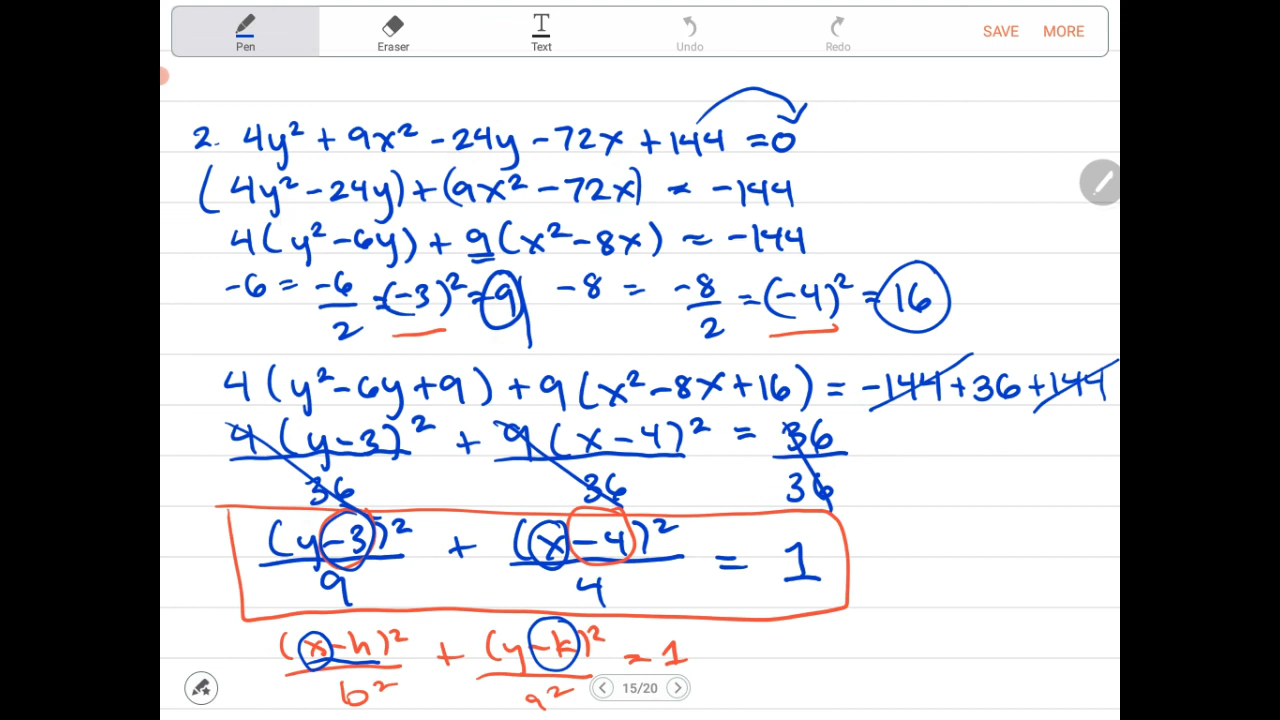 Pen Eraser Text Undo Redo SAVE MORE
2. 4y² + 9x² - 24y - 72x + 144 = 0
(4y² - 24y) + (9x² - 72x) = -144
4(y² - 6y) + 9(x² - 8x) = -144
-6 = -6/2 = (-3)² = 9 -8 = -8/2 = (-4)² = 16
4(y² - 6y + 9) + 9(x² - 8x + 16) = -144 + 36 + 144
4(y-3)²/36 + 9(x-4)²/36 = 36/36
(y-3)²/9 + (x-4)²/4 = 1
(x-h)²/b² + (y-k)²/a² = 1
15/20